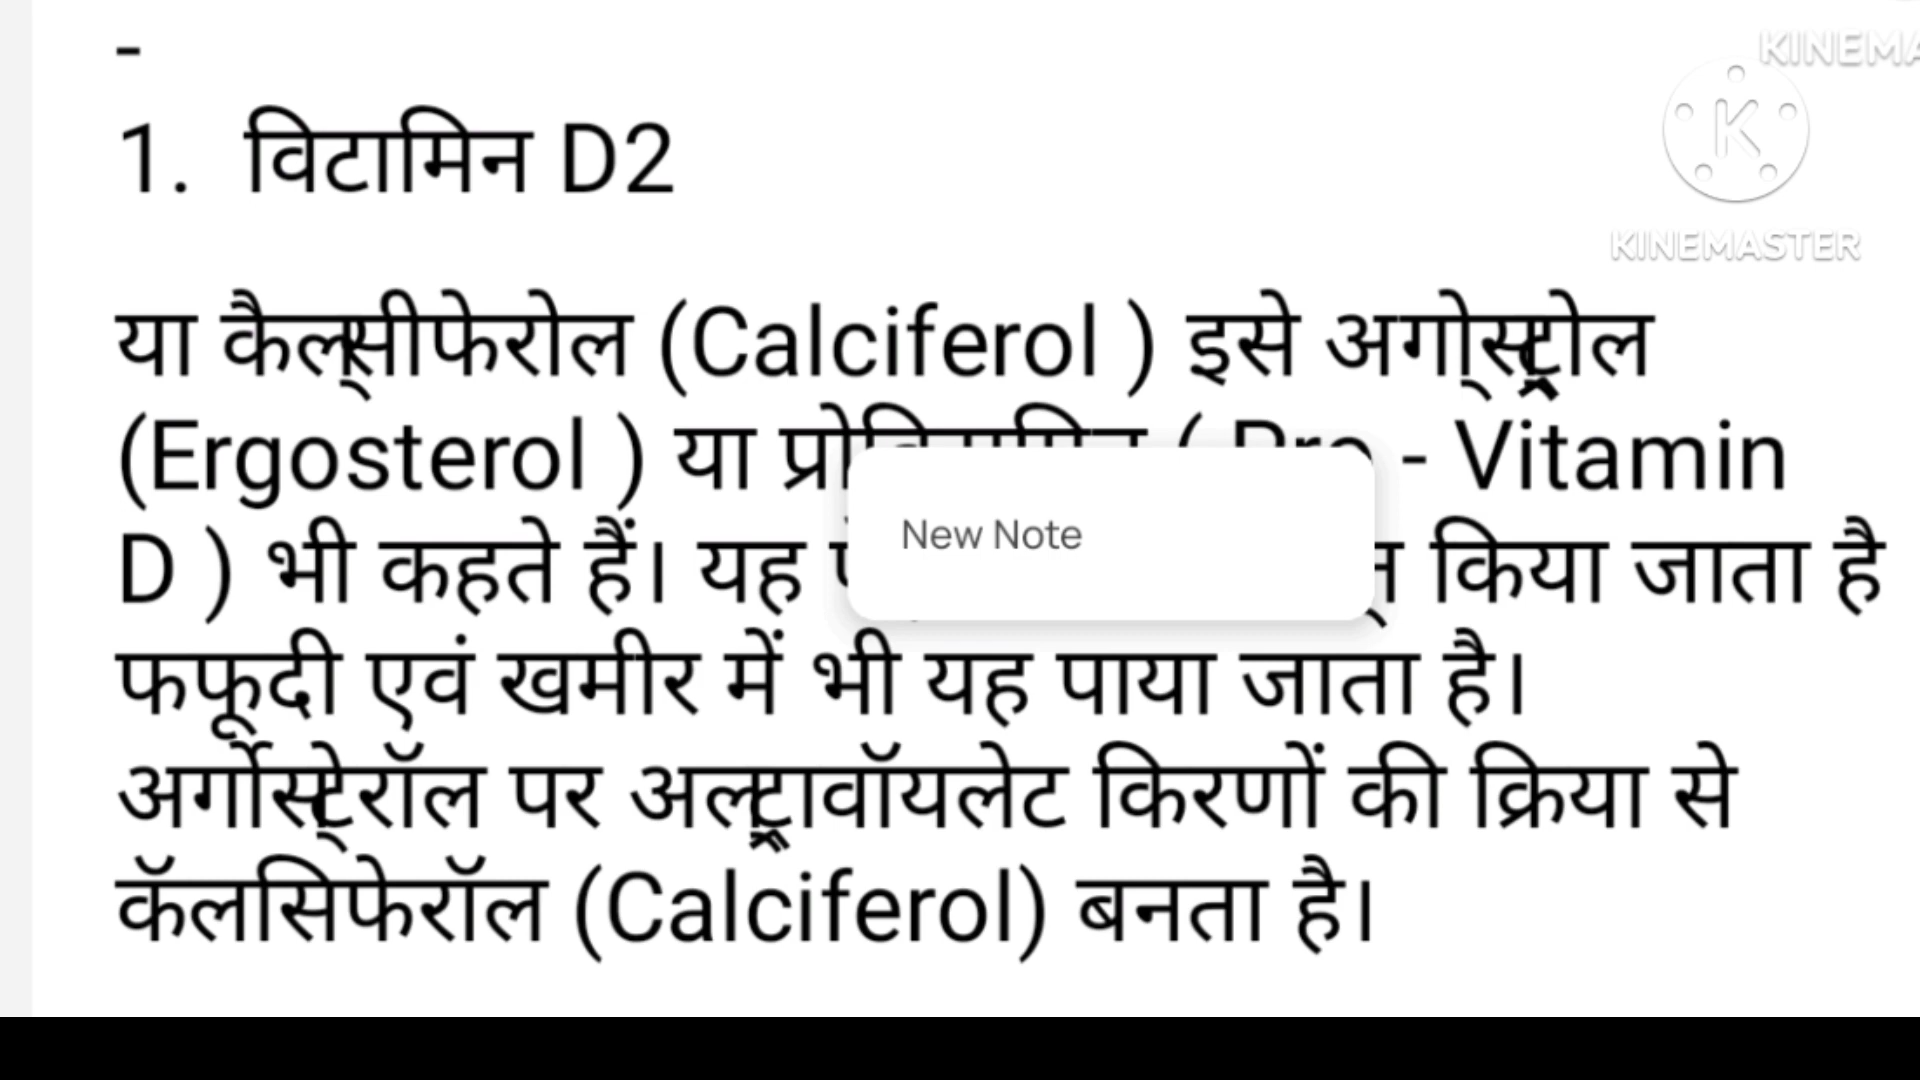 -
1. विटामिन D2
KINEMA
K
KINEMASTER
या कैल्सीफेरोल (Calciferol ) इसे अगो्स्ट्रोल
(Ergosterol ) या - Vitamin
D ) भी कहते हैं। यह किया जाता है
New Note
फफूदी एवं खमीर में भी यह पाया जाता है।
अर्गोस्टे्रॉल पर अल्ट्रावॉयलेट किरणों की क्रिया से
कॅलसिफेरॉल (Calciferol) बनता है।